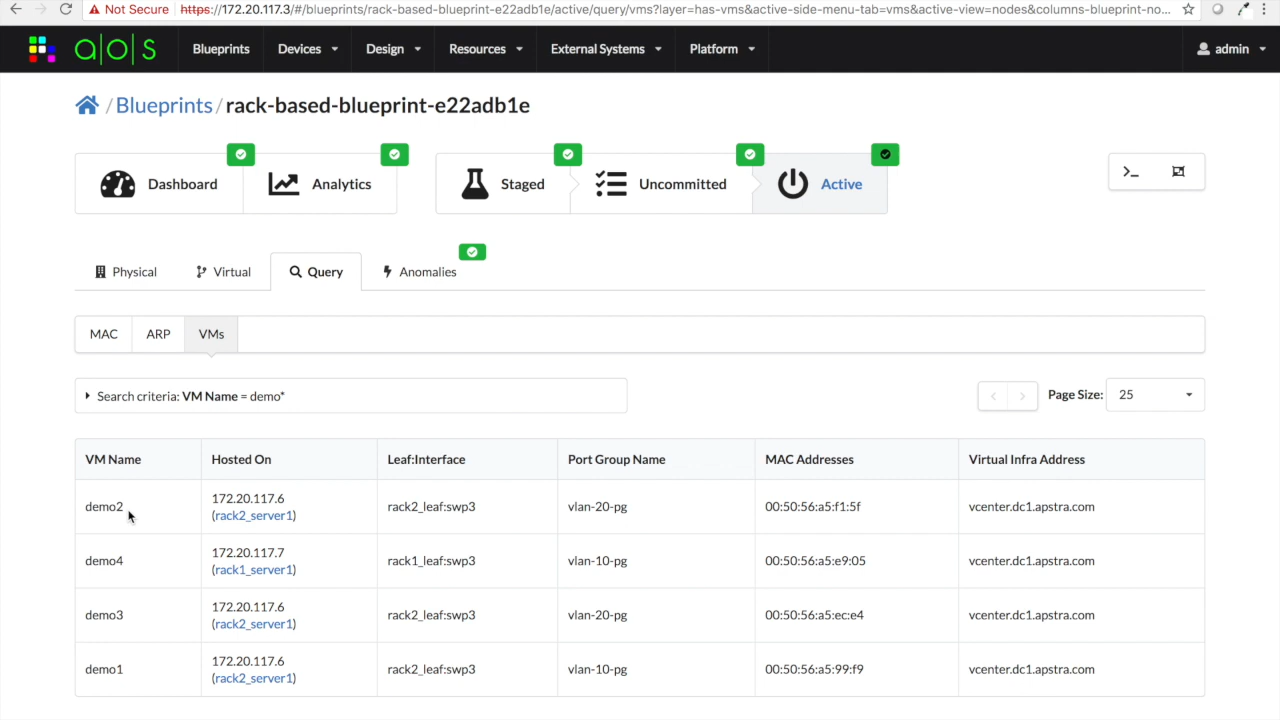 Not Secure https://172.20.117.3/#/blueprints/rack-based-blueprint-e22adb1e/active/query/vms?layer=has-vms&active-side-menu-tab=vms&active-view=nodes&columns-blueprint-no...
a|o|s Blueprints Devices Design Resources External Systems Platform admin
/ Blueprints / rack-based-blueprint-e22adb1e
Dashboard Analytics Staged Uncommitted Active
Physical Virtual Query Anomalies
MAC ARP VMs
Search criteria: VM Name = demo* Page Size: 25
VM Name Hosted On Leaf:Interface Port Group Name MAC Addresses Virtual Infra Address
demo2 172.20.117.6 (rack2_server1) rack2_leaf:swp3 vlan-20-pg 00:50:56:a5:f1:5f vcenter.dc1.apstra.com
demo4 172.20.117.7 (rack1_server1) rack1_leaf:swp3 vlan-10-pg 00:50:56:a5:e9:05 vcenter.dc1.apstra.com
demo3 172.20.117.6 (rack2_server1) rack2_leaf:swp3 vlan-20-pg 00:50:56:a5:ec:e4 vcenter.dc1.apstra.com
demo1 172.20.117.6 (rack2_server1) rack2_leaf:swp3 vlan-10-pg 00:50:56:a5:99:f9 vcenter.dc1.apstra.com